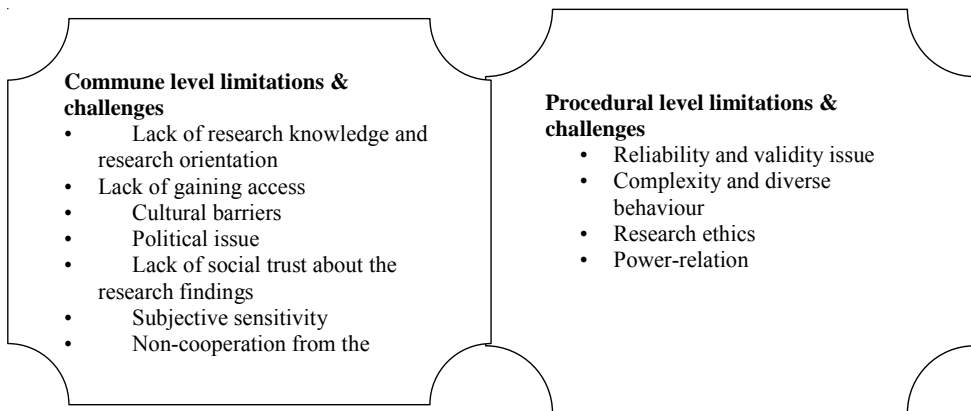 Commune level limitations &
challenges
• Lack of research knowledge and
research orientation
• Lack of gaining access
• Cultural barriers
• Political issue
• Lack of social trust about the
research findings
• Subjective sensitivity
• Non-cooperation from the
Procedural level limitations &
challenges
• Reliability and validity issue
• Complexity and diverse
behaviour
• Research ethics
• Power-relation